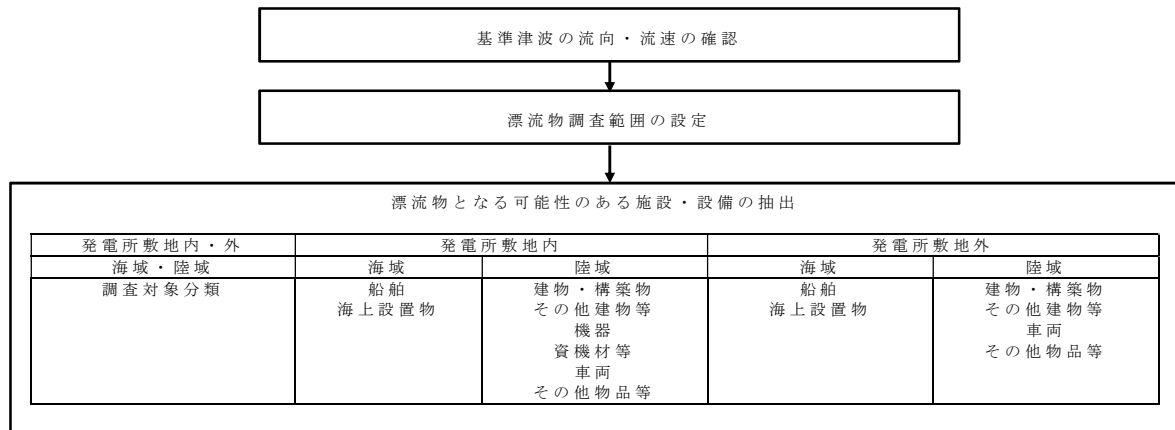 基準津波の流向・流速の確認
漂流物調査範囲の設定
漂流物となる可能性のある施設・設備の抽出
発電所敷地内・外 発電所敷地内 発電所敷地外
海域・陸域 海域 陸域 海域 陸域
調査対象分類 船舶 建物・構築物 船舶 建物・構築物
海上設置物 その他建物等 海上設置物 その他建物等
機器 車両
資機材等 その他物品等
車両
その他物品等